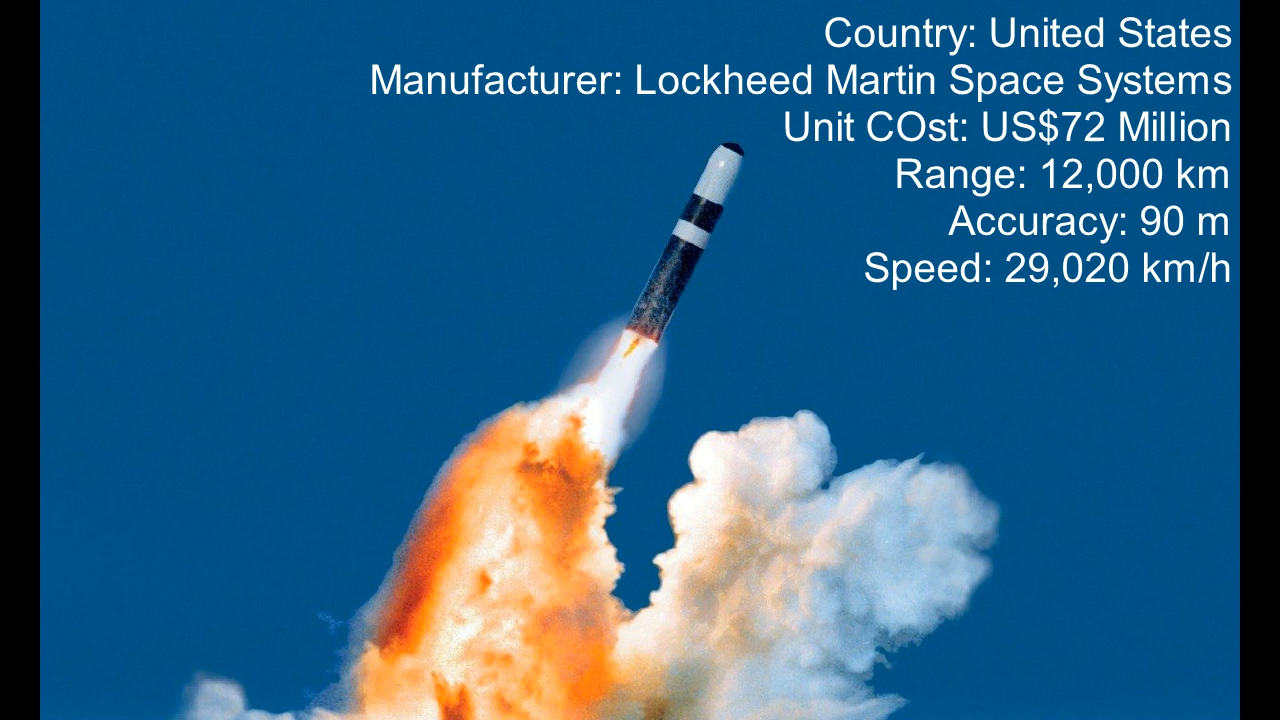 Country: United States
Manufacturer: Lockheed Martin Space Systems
Unit COst: US$72 Million
Range: 12,000 km
Accuracy: 90 m
Speed: 29,020 km/h